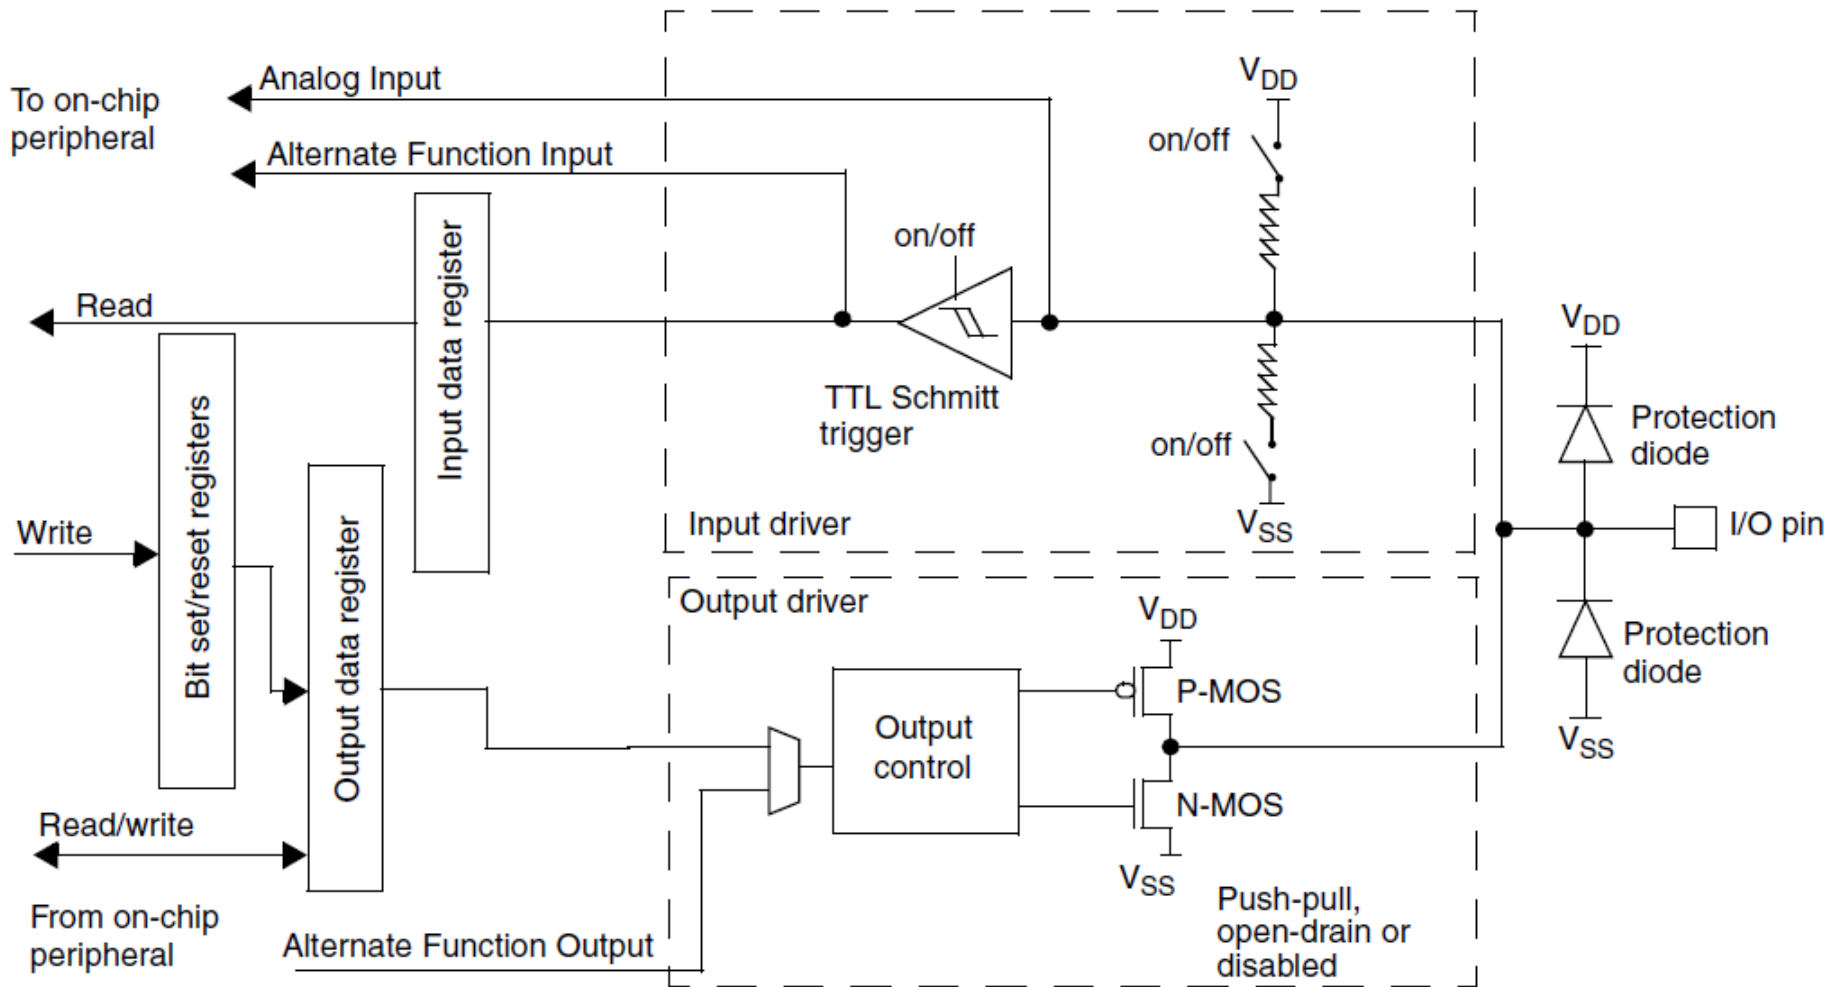 To on-chip
peripheral
Analog Input
Alternate Function Input
Read
Input data register
on/off
TTL Schmitt
trigger
VDD
on/off
on/off
VSS
Input driver
VDD
Protection
diode
I/O pin
Protection
diode
VSS
Write
Bit set/reset registers
Output data register
Read/write
From on-chip
peripheral
Alternate Function Output
Output driver
Output
control
VDD
P-MOS
N-MOS
VSS
Push-pull,
open-drain or
disabled